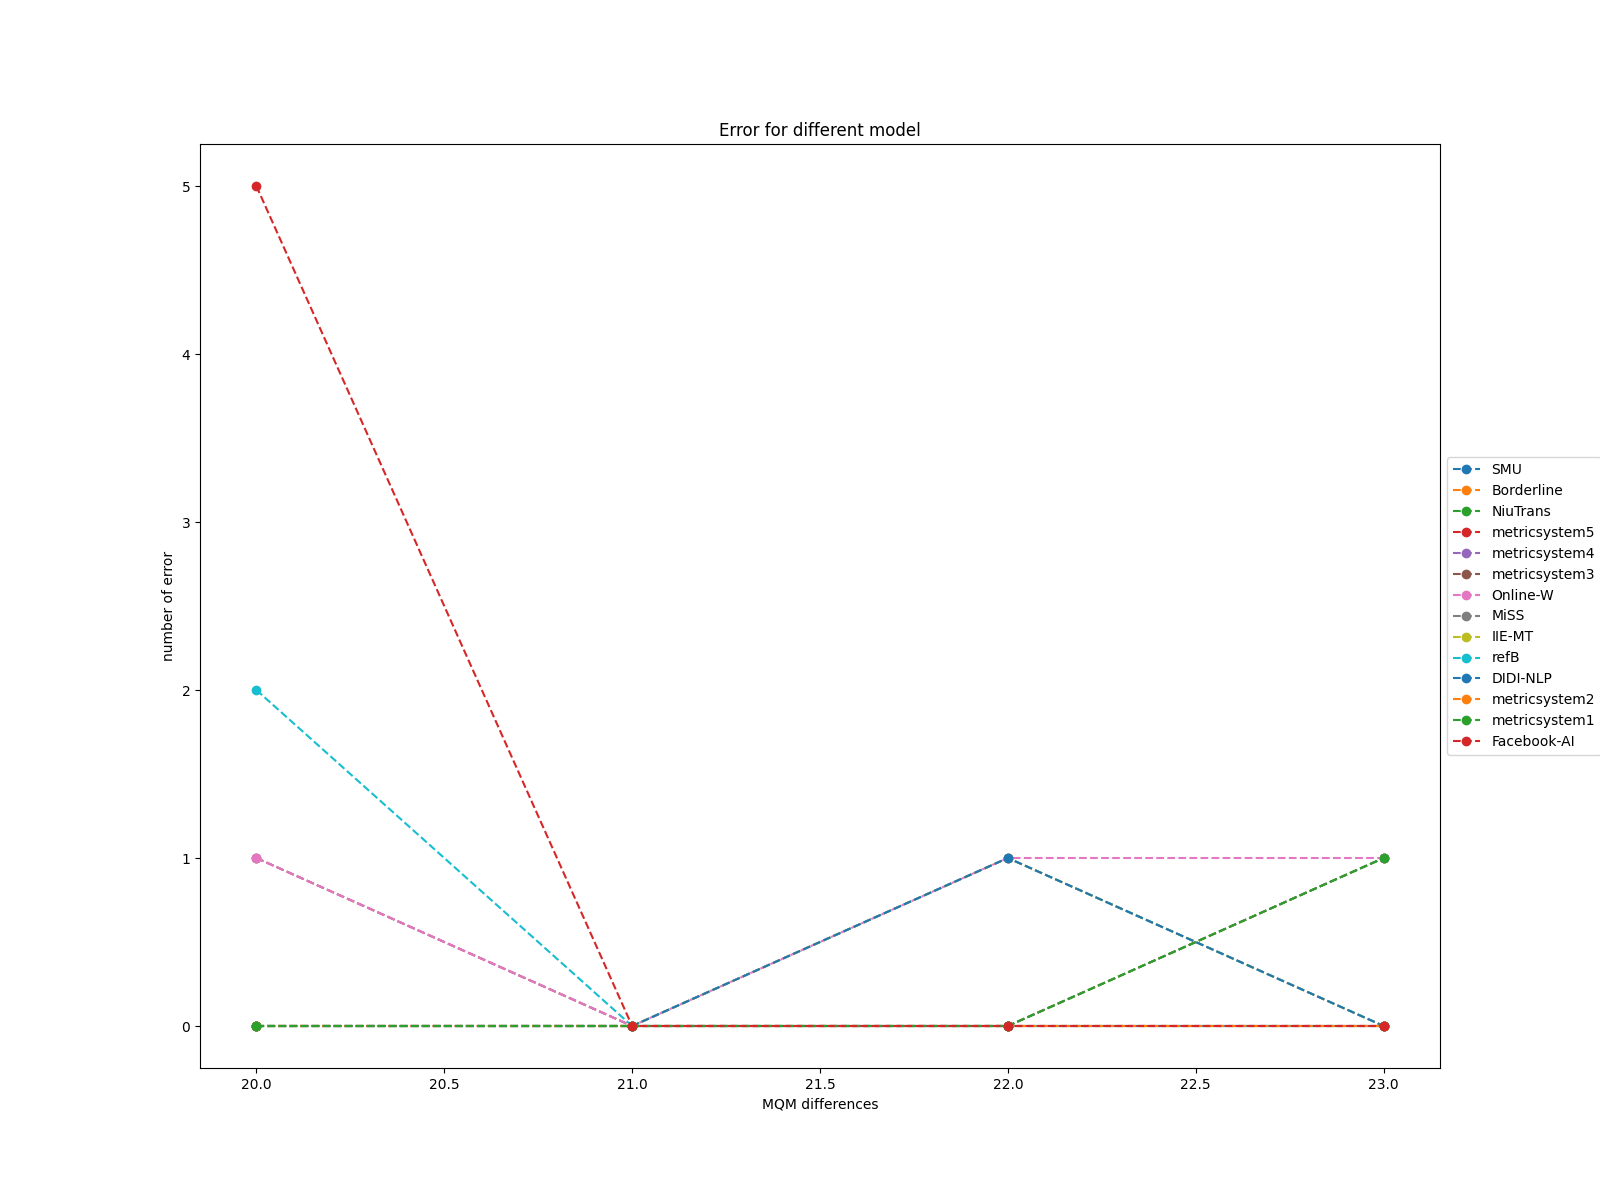 Error for different model
5
4
3
2
1
0
number of error
20.0 20.5 21.0 21.5 22.0 22.5 23.0
MQM differences
SMU
Borderline
NiuTrans
metricsystem5
metricsystem4
metricsystem3
Online-W
MiSS
IIE-MT
refB
DIDI-NLP
metricsystem2
metricsystem1
Facebook-AI